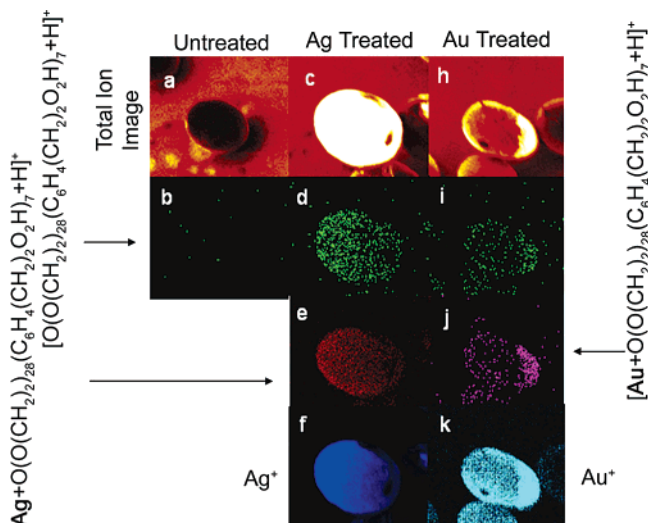 Untreated
Ag Treated
Au Treated
Total Ion
Image
a
c
h
b
d
i
e
j
f
k
Ag⁺
Au⁺
Ag+O(O(CH₂)₂)₂₈(C₆H₄(CH₂)₂O₂H)₇+H]⁺
[O(O(CH₂)₂)₂₈(C₆H₄(CH₂)₂O₂H)₇+H]⁺
[Au+O(O(CH₂)₂)₂₈(C₆H₄(CH₂)₂O₂H)₇+H]⁺